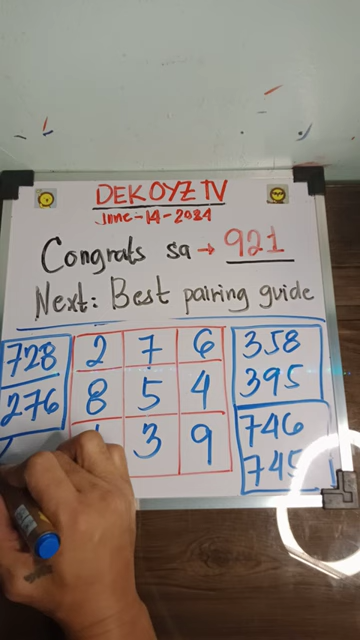 DEKOYZ TV
June-14-2024
Congrats sa → 921
Next: Best pairing guide
728 2 7 6 358
276 8 5 4 395
3 9 746
745